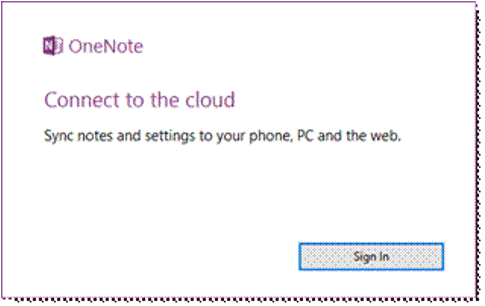 OneNote
Connect to the cloud
Sync notes and settings to your phone, PC and the web.
Sign In